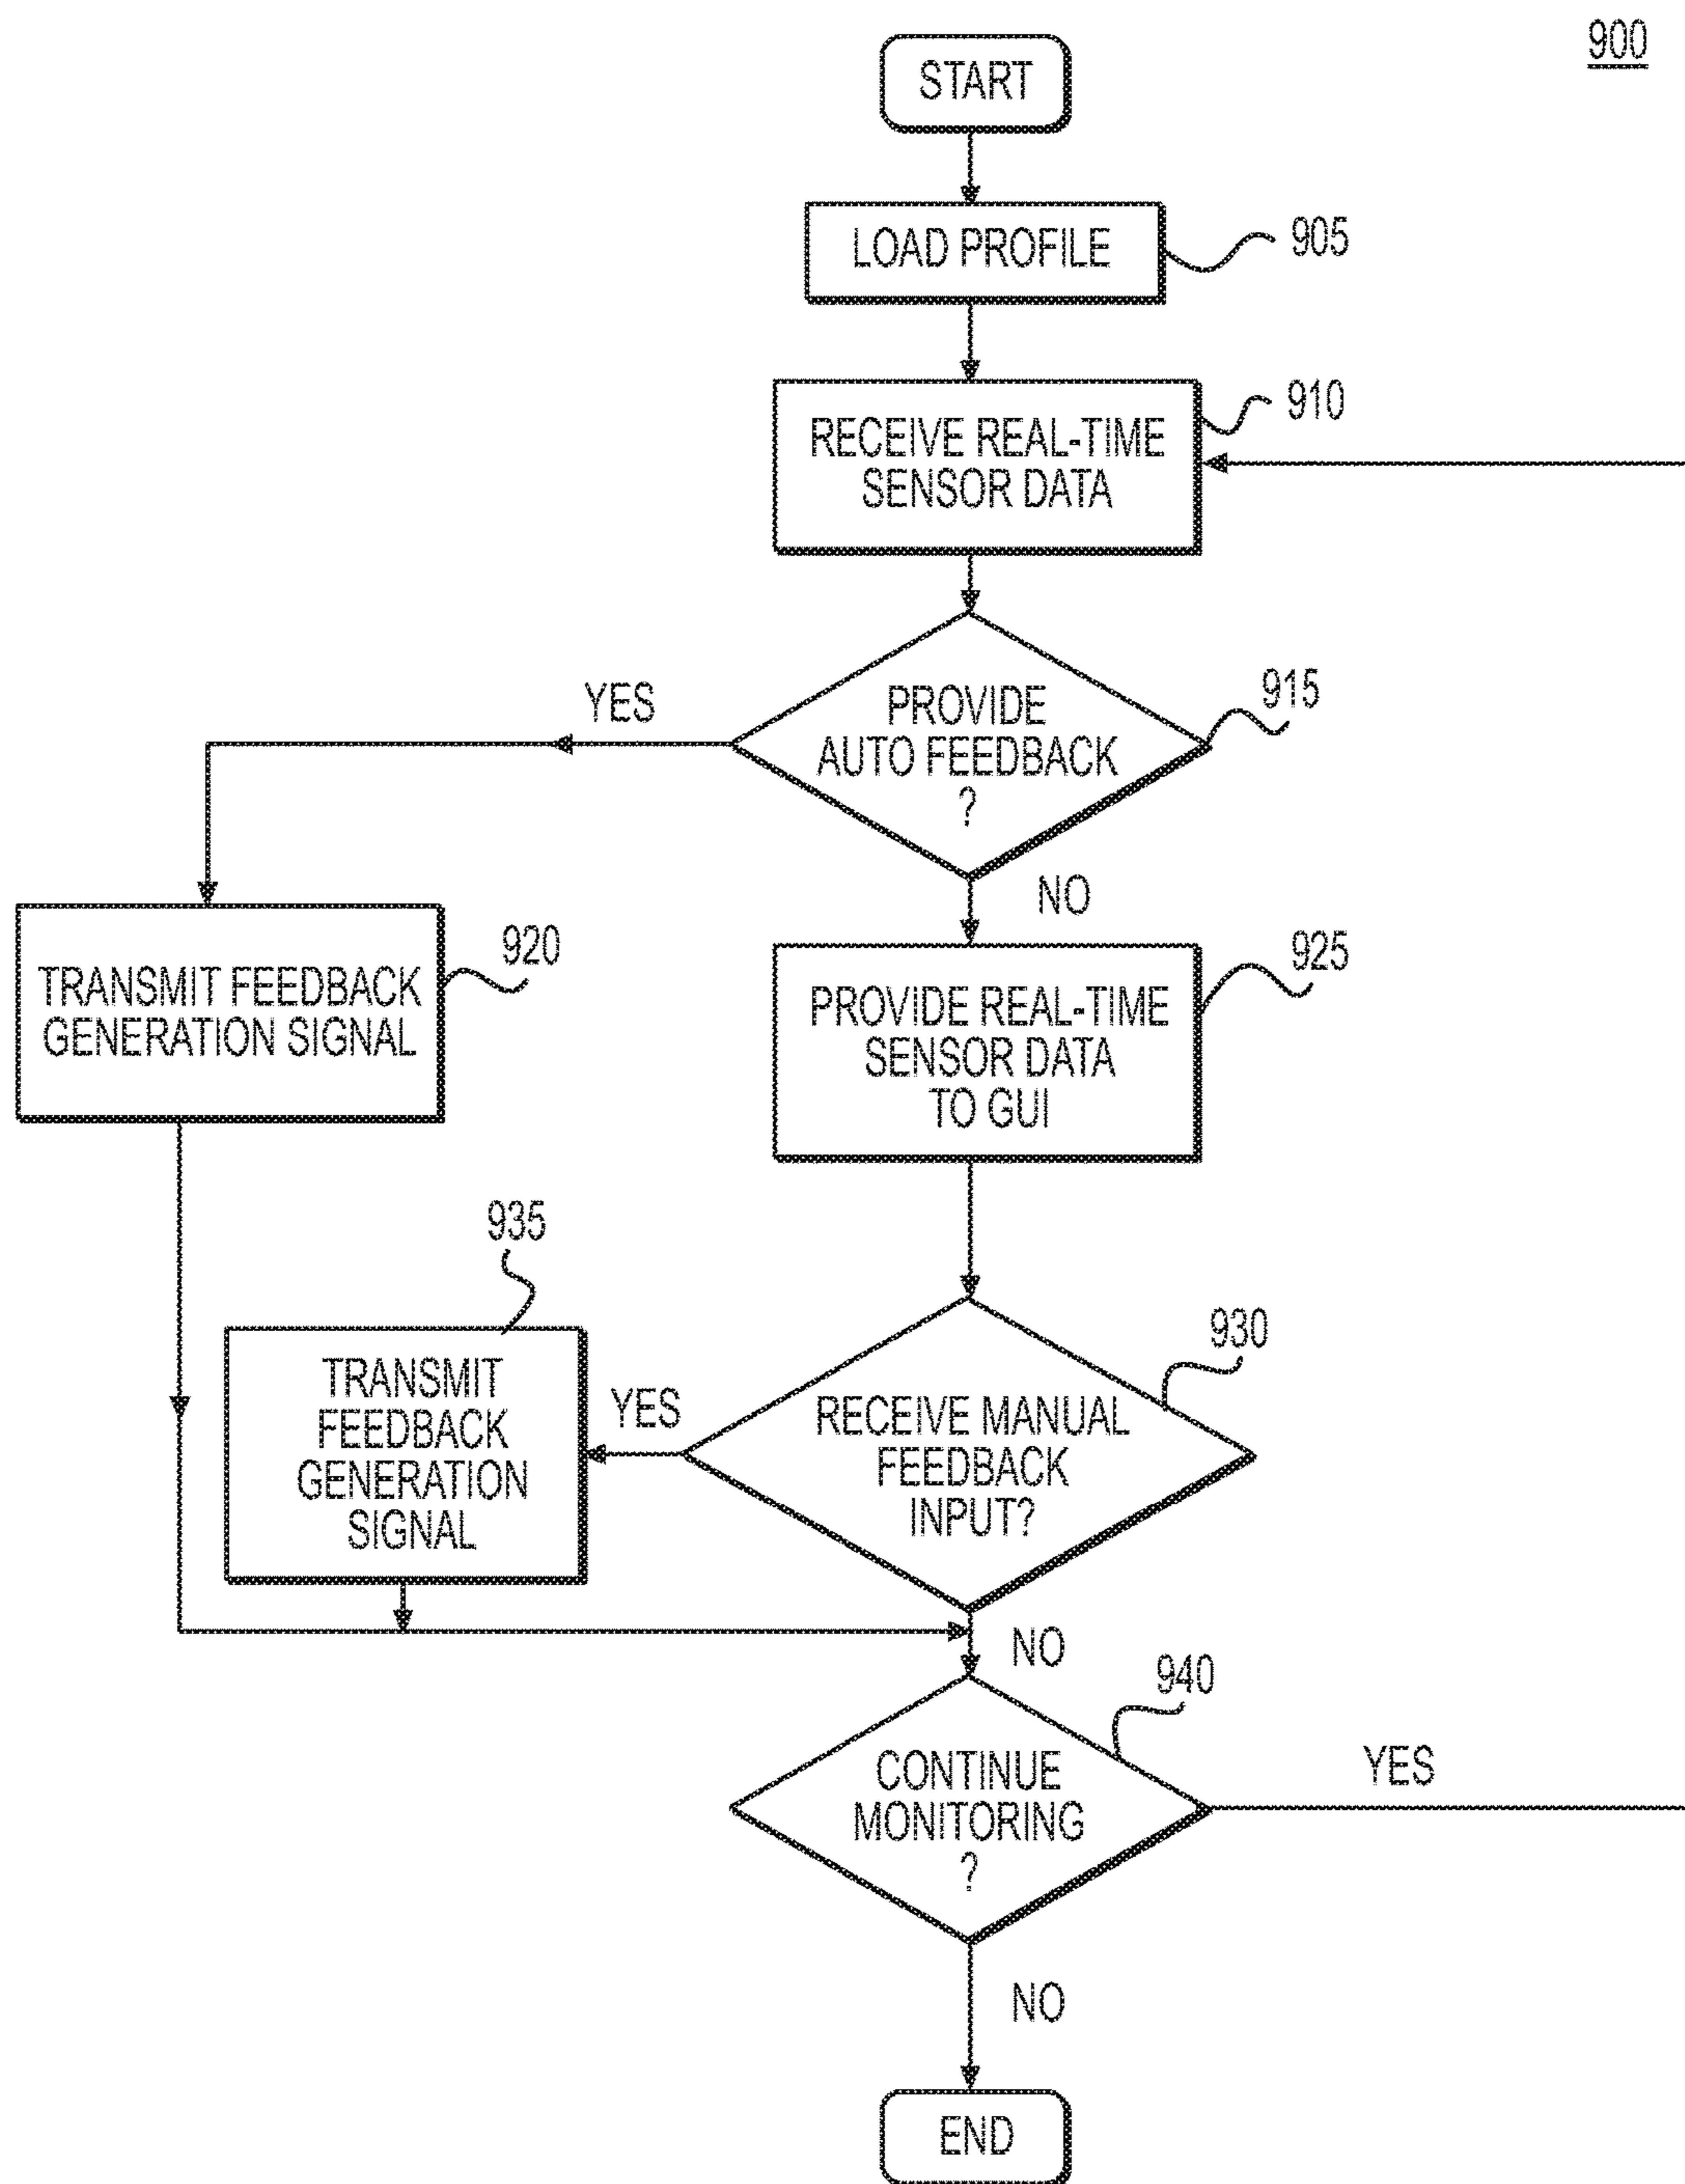 900
START
LOAD PROFILE
905
RECEIVE REAL-TIME
SENSOR DATA
910
PROVIDE
AUTO FEEDBACK
?
915
YES
NO
TRANSMIT FEEDBACK
GENERATION SIGNAL
920
PROVIDE REAL-TIME
SENSOR DATA
TO GUI
925
RECEIVE MANUAL
FEEDBACK
INPUT?
930
YES
TRANSMIT
FEEDBACK
GENERATION
SIGNAL
935
NO
CONTINUE
MONITORING
?
940
YES
NO
END